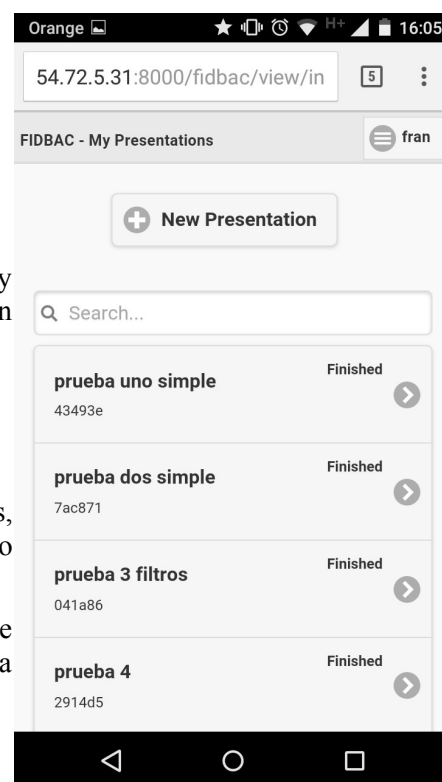 Orange H+ 16:05
54.72.5.31:8000/fidbac/view/in 5
FIDBAC - My Presentations fran
New Presentation
y
n
Search...
prueba uno simple Finished
43493e
prueba dos simple Finished
7ac871
s,
o
prueba 3 filtros Finished
041a86
e
a
prueba 4 Finished
2914d5